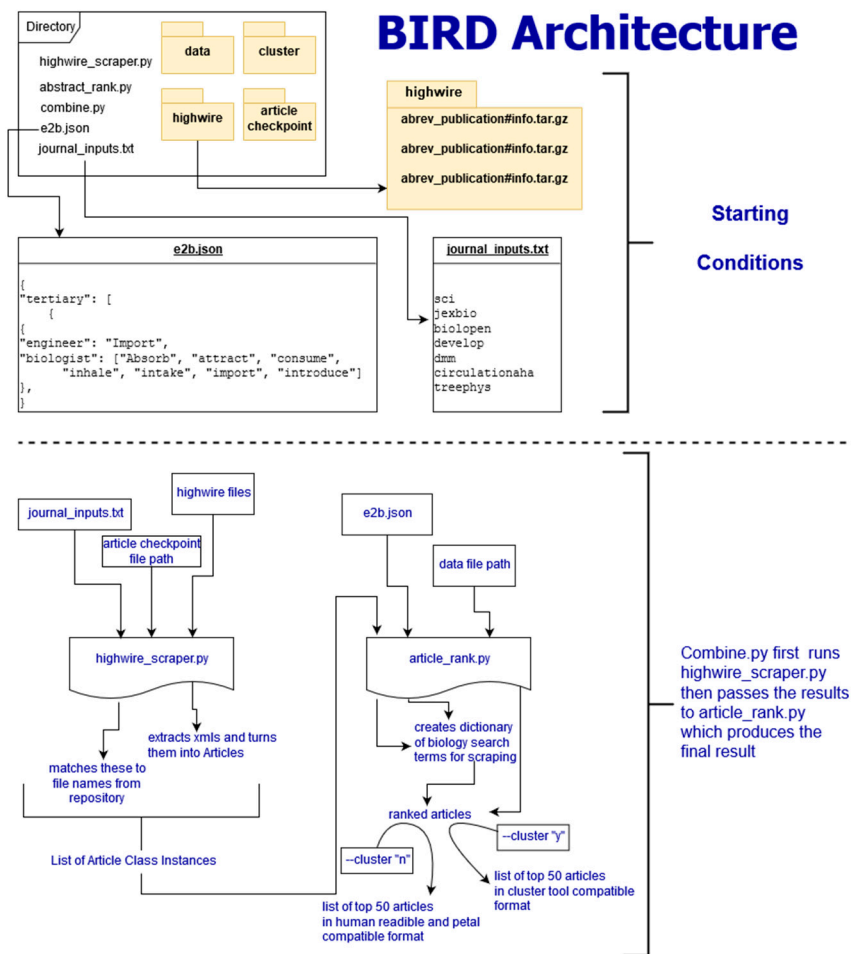 BIRD Architecture
Directory
highwire_scraper.py
abstract_rank.py
combine.py
e2b.json
journal_inputs.txt
data
cluster
highwire
article
checkpoint
highwire
abrev_publication#info.tar.gz
abrev_publication#info.tar.gz
abrev_publication#info.tar.gz
Starting
Conditions
e2b.json
{
"tertiary": [
{
{
"engineer": "Import",
"biologist": ["Absorb", "attract", "consume",
"inhale", "intake", "import", "introduce"]
},
}
journal_inputs.txt
sci
jexbio
biolopen
develop
dmm
circulationaha
treephys
journal_inputs.txt
highwire files
article checkpoint
file path
highwire_scraper.py
extracts xmls and turns
them into Articles
matches these to
file names from
repository
List of Article Class Instances
e2b.json
data file path
article_rank.py
creates dictionary
of biology search
terms for scraping
ranked articles
--cluster "n"
--cluster "y"
list of top 50 articles
in human readible and petal
compatible format
list of top 50 articles
in cluster tool compatible
format
Combine.py first runs
highwire_scraper.py
then passes the results
to article_rank.py
which produces the
final result